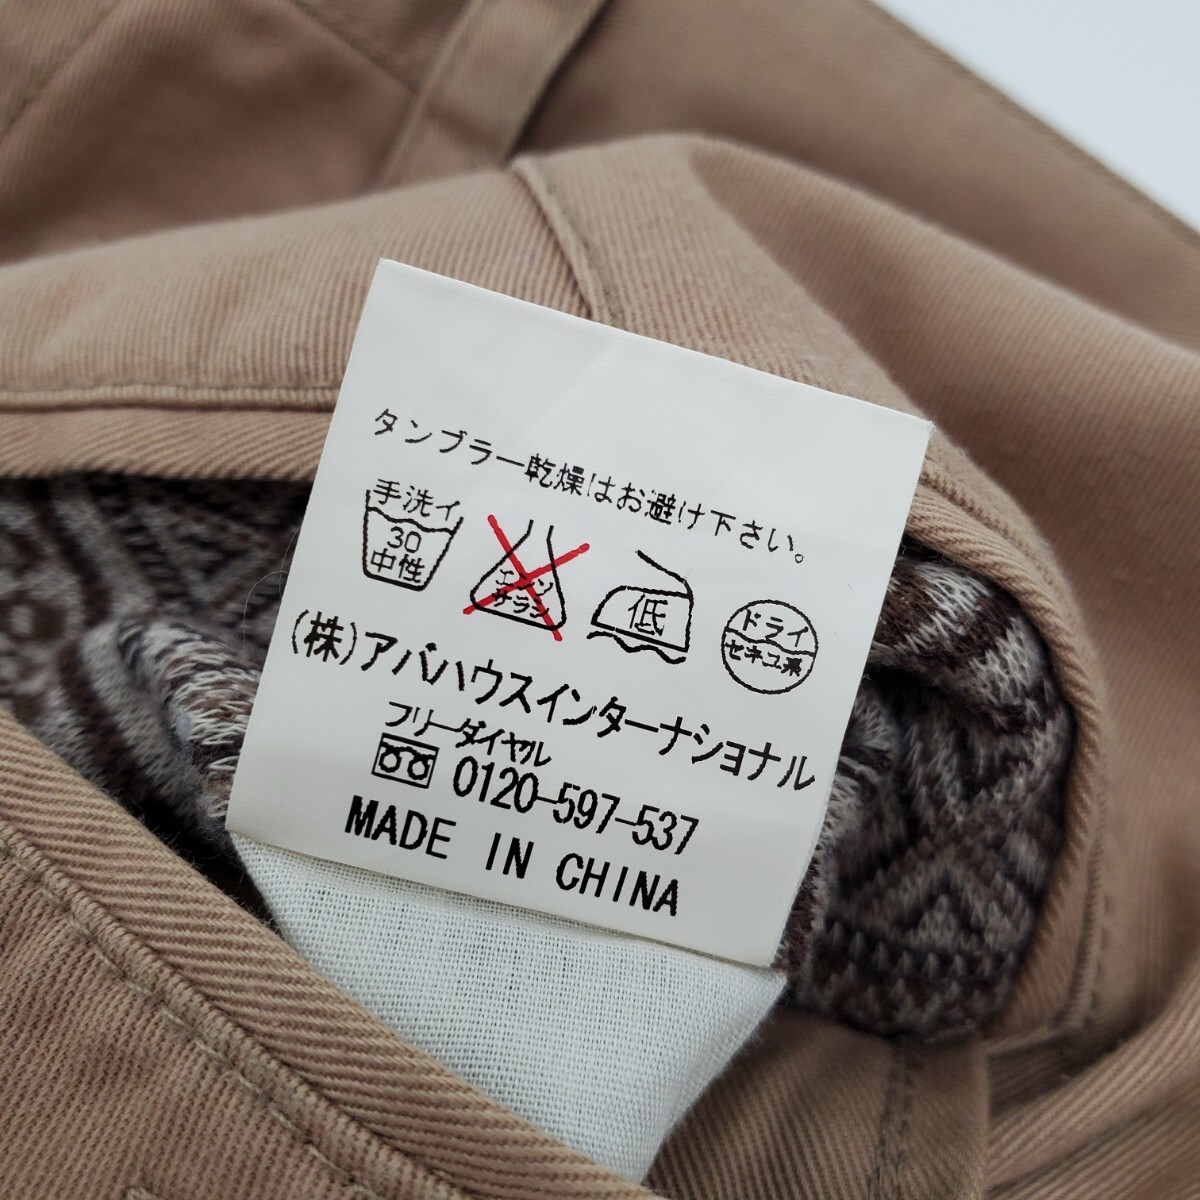 タンブラー乾燥はお避け下さい。
手洗イ
30
中性
エンソ
サラシ
低
ドライ
セキユ系
(株)アバハウスインターナショナル
フリーダイヤル
0120-597-537
MADE IN CHINA